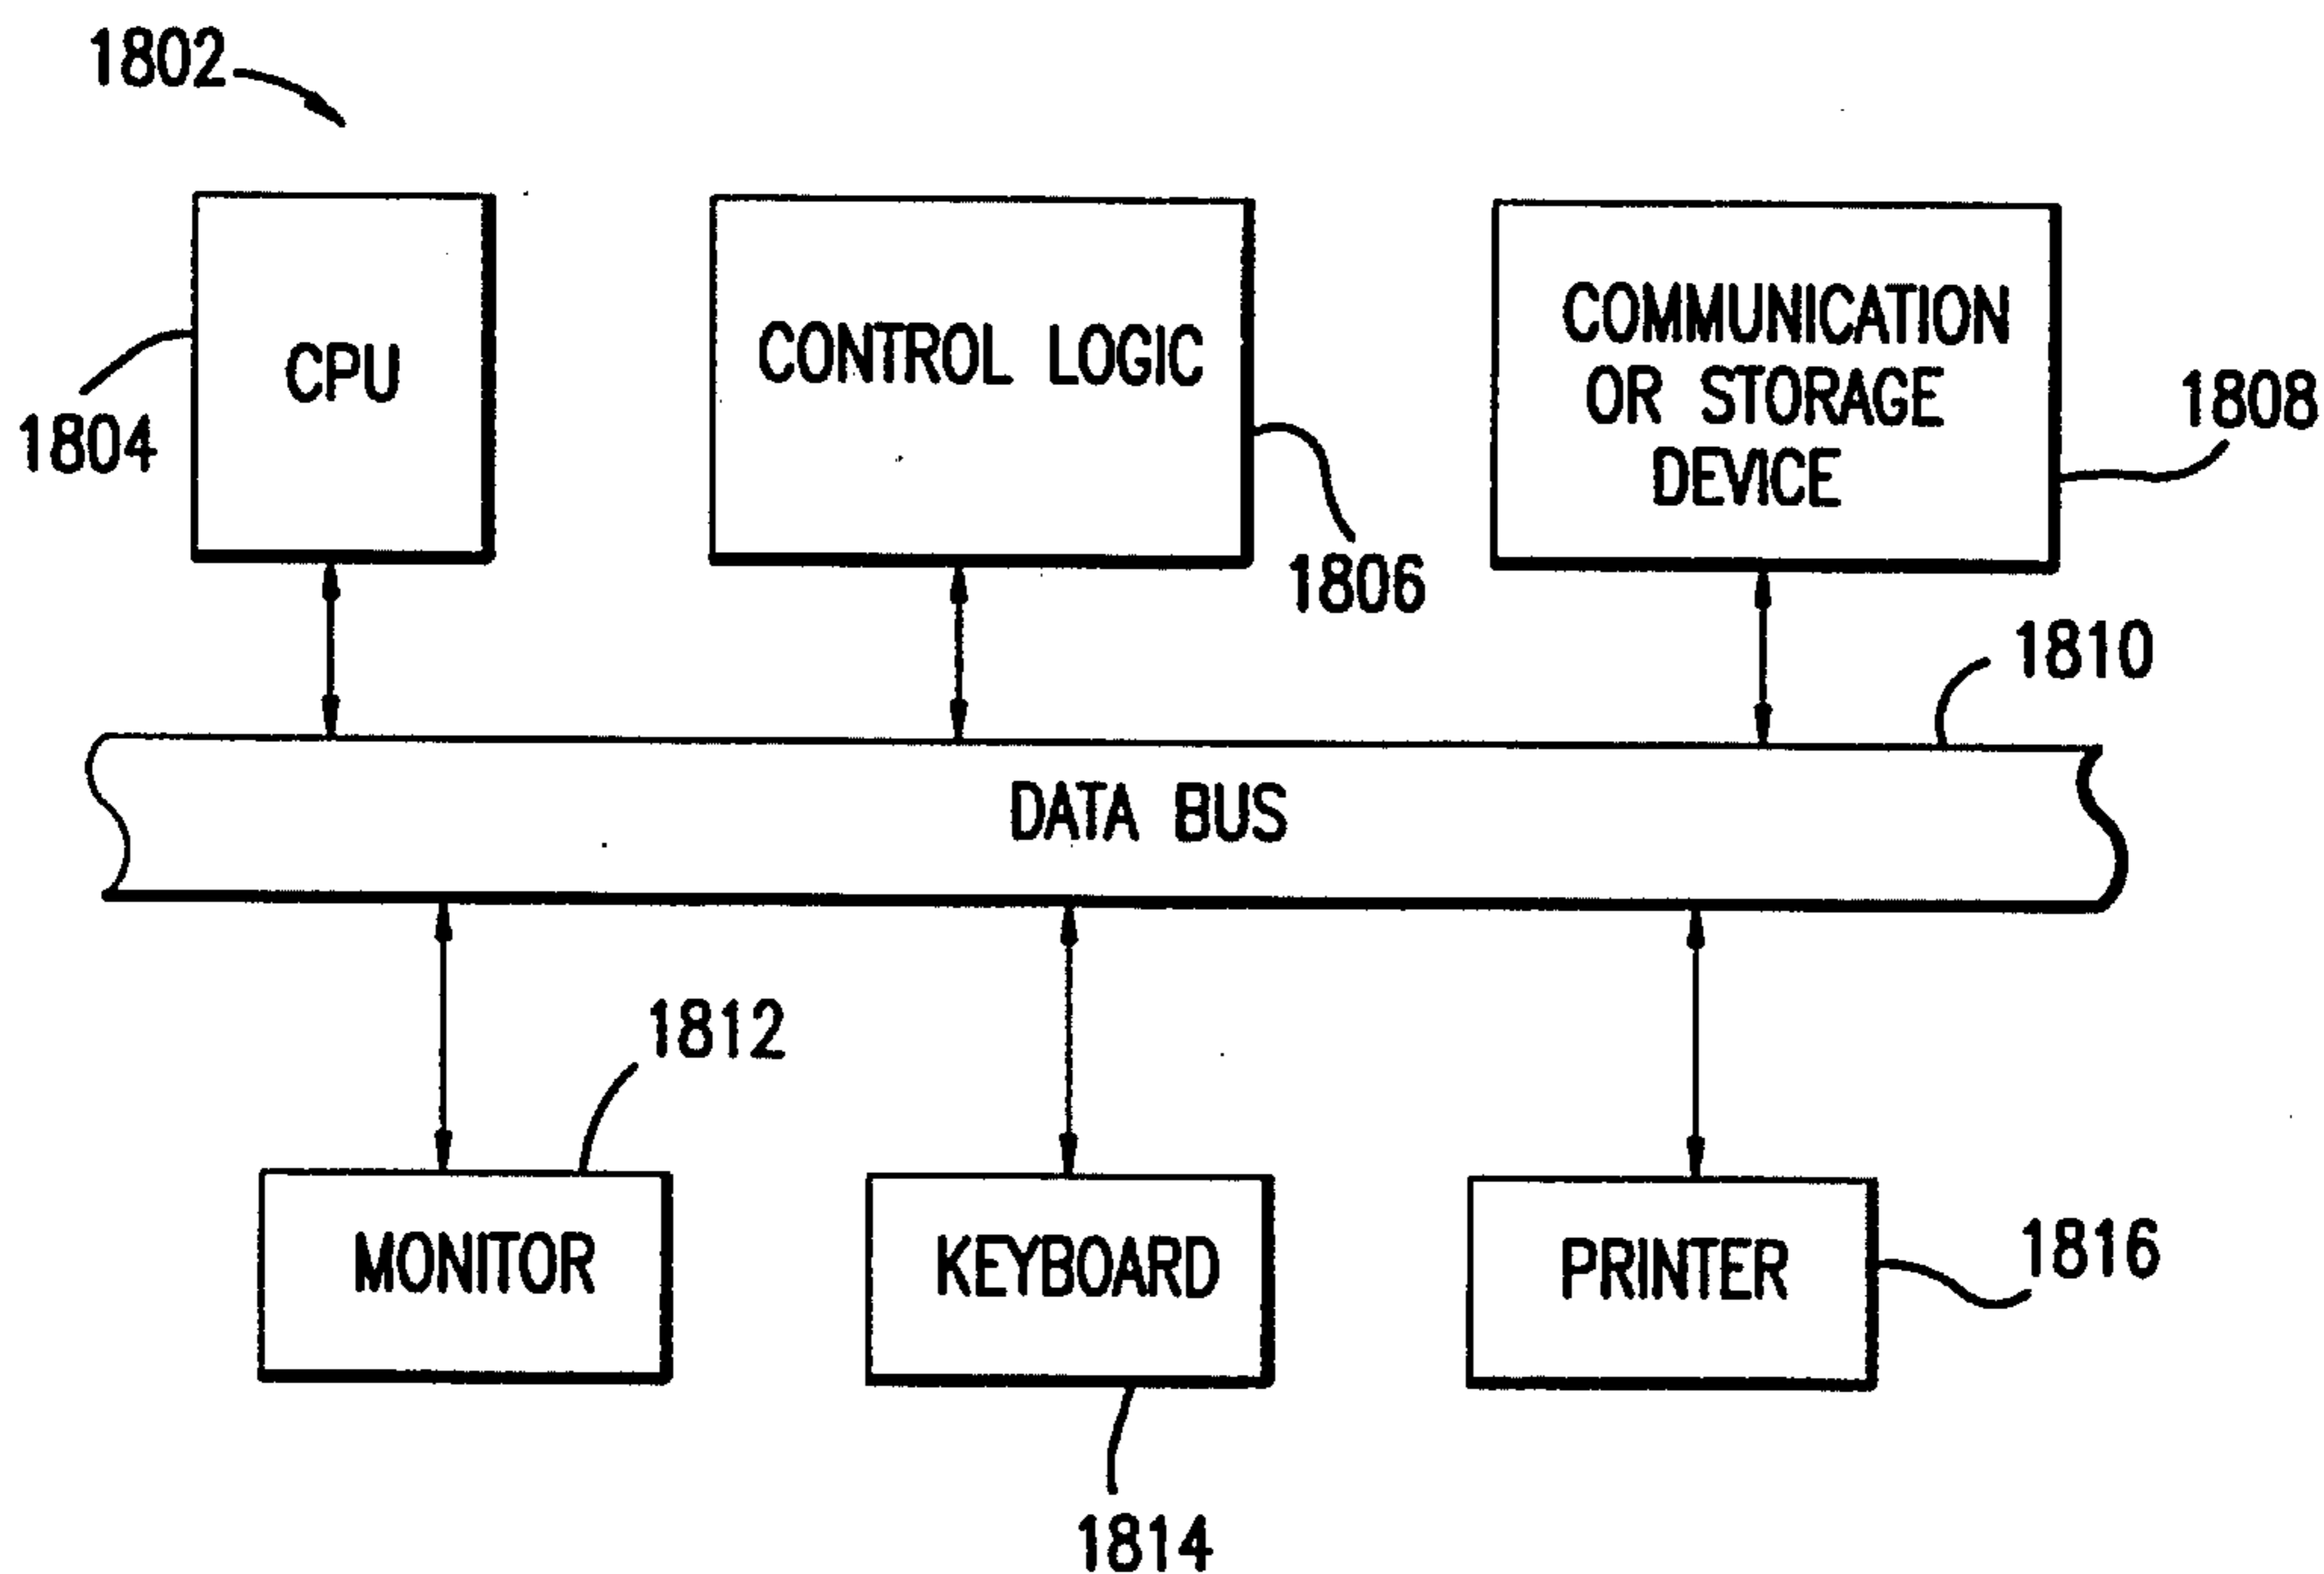 1802
CPU
1804
CONTROL LOGIC
1806
COMMUNICATION
OR STORAGE
DEVICE
1808
1810
DATA BUS
1812
MONITOR
KEYBOARD
1814
PRINTER
1816